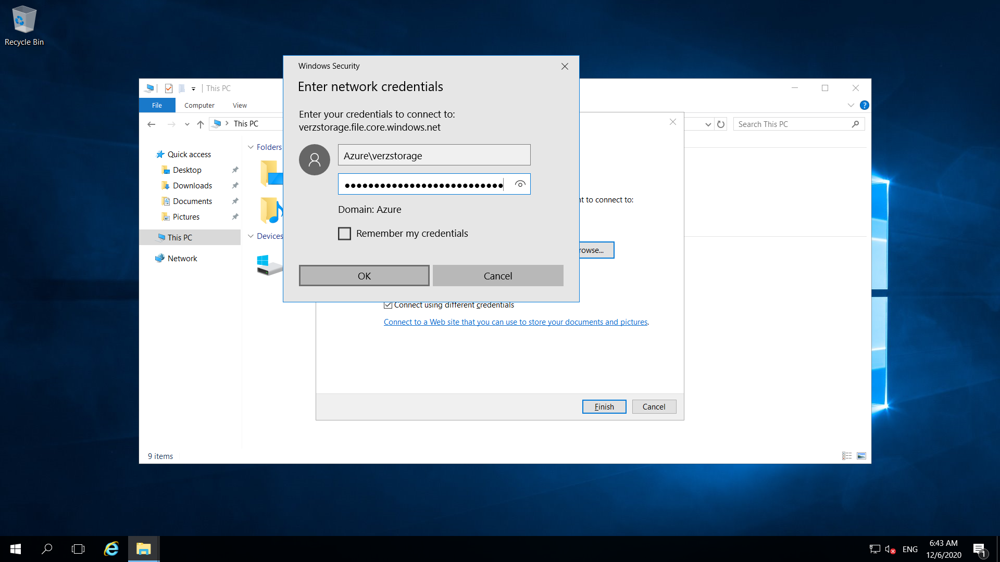 Recycle Bin
Windows Security
Enter network credentials
Enter your credentials to connect to:
verzstorage.file.core.windows.net
Azure\verzstorage
Domain: Azure
Remember my credentials
OK
Cancel
This PC
File
Computer
View
?
This PC
Search This PC
Quick access
Desktop
Downloads
Documents
Pictures
This PC
Network
Folders
Devices
to connect to:
Connect using different credentials
Connect to a Web site that you can use to store your documents and pictures.
Finish
Cancel
9 items
ENG
6:43 AM
12/6/2020
1